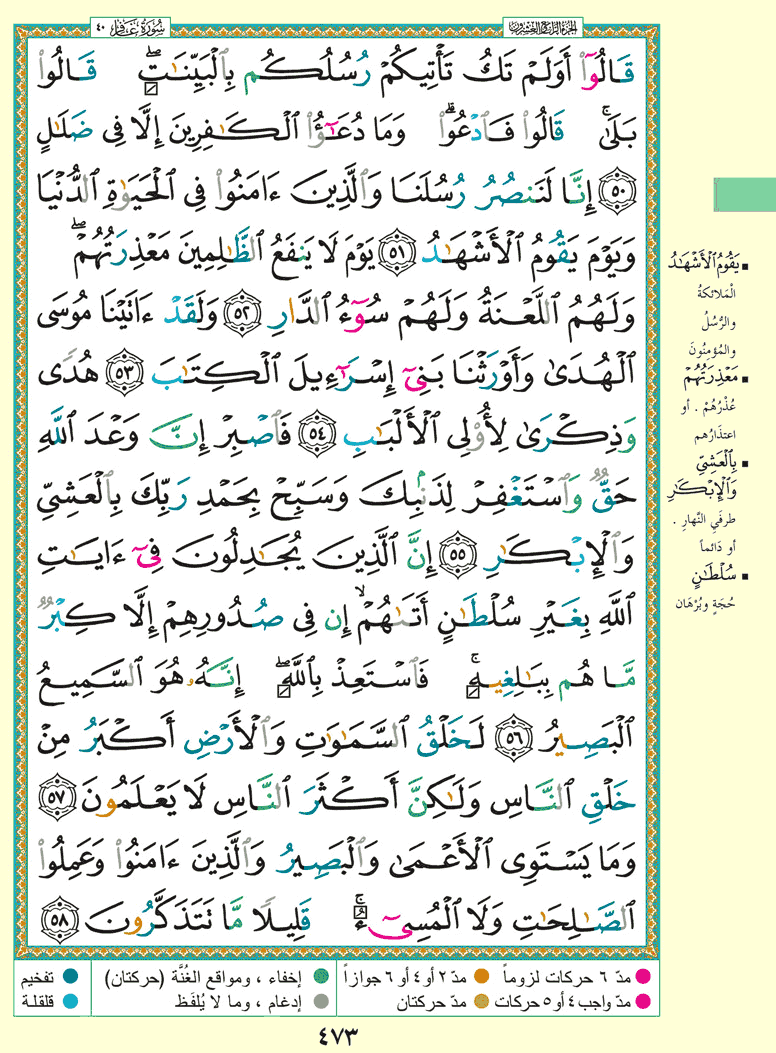 الجزء الرابع والعشرون
سُورَةُ غَافِرٍ ٤٠
قَالُوٓا۟ أَوَلَمْ تَكُ تَأْتِيكُمْ رُسُلُكُم بِٱلْبَيِّنَٰتِ ۖ قَالُوا۟
بَلَىٰ ۚ قَالُوا۟ فَٱدْعُوا۟ ۗ وَمَا دُعَٰٓؤُا۟ ٱلْكَٰفِرِينَ إِلَّا فِى ضَلَٰلٍ
﴿٥٠﴾ إِنَّا لَنَنصُرُ رُسُلَنَا وَٱلَّذِينَ ءَامَنُوا۟ فِى ٱلْحَيَوٰةِ ٱلدُّنْيَا
وَيَوْمَ يَقُومُ ٱلْأَشْهَٰدُ ﴿٥١﴾ يَوْمَ لَا يَنفَعُ ٱلظَّٰلِمِينَ مَعْذِرَتُهُمْ ۖ
وَلَهُمُ ٱللَّعْنَةُ وَلَهُمْ سُوٓءُ ٱلدَّارِ ﴿٥٢﴾ وَلَقَدْ ءَاتَيْنَا مُوسَى
ٱلْهُدَىٰ وَأَوْرَثْنَا بَنِىٓ إِسْرَٰٓءِيلَ ٱلْكِتَٰبَ ﴿٥٣﴾ هُدًى
وَذِكْرَىٰ لِأُو۟لِى ٱلْأَلْبَٰبِ ﴿٥٤﴾ فَٱصْبِرْ إِنَّ وَعْدَ ٱللَّهِ
حَقٌّ وَٱسْتَغْفِرْ لِذَنۢبِكَ وَسَبِّحْ بِحَمْدِ رَبِّكَ بِٱلْعَشِىِّ
وَٱلْإِبْكَٰرِ ﴿٥٥﴾ إِنَّ ٱلَّذِينَ يُجَٰدِلُونَ فِىٓ ءَايَٰتِ
ٱللَّهِ بِغَيْرِ سُلْطَٰنٍ أَتَىٰهُمْ ۙ إِن فِى صُدُورِهِمْ إِلَّا كِبْرٌ
مَّا هُم بِبَٰلِغِيهِ ۚ فَٱسْتَعِذْ بِٱللَّهِ ۖ إِنَّهُۥ هُوَ ٱلسَّمِيعُ
ٱلْبَصِيرُ ﴿٥٦﴾ لَخَلْقُ ٱلسَّمَٰوَٰتِ وَٱلْأَرْضِ أَكْبَرُ مِنْ
خَلْقِ ٱلنَّاسِ وَلَٰكِنَّ أَكْثَرَ ٱلنَّاسِ لَا يَعْلَمُونَ ﴿٥٧﴾
وَمَا يَسْتَوِى ٱلْأَعْمَىٰ وَٱلْبَصِيرُ وَٱلَّذِينَ ءَامَنُوا۟ وَعَمِلُوا۟
ٱلصَّٰلِحَٰتِ وَلَا ٱلْمُسِىٓءُ ۚ قَلِيلًا مَّا تَتَذَكَّرُونَ ﴿٥٨﴾
■ يَقُومُ ٱلْأَشْهَٰدُ
الْمَلائكةُ
والرُّسُلُ
والمُؤمِنُونَ
■ مَعْذِرَتُهُمْ
عُذْرُهُمْ . أو
اعتذارُهم
■ بِٱلْعَشِىِّ
وَٱلْإِبْكَٰرِ
طرفَيِ النَّهارِ .
أو دَائماً
■ سُلْطَٰنٍ
حُجَةٍ وبُرْهَان
● مدّ ٦ حركات لزوماً ● مدّ ٢ أو ٤ أو ٦ جوازاً ● إخفاء ، ومواقع الغُنَّة (حركتان) ● تفخيم
● مدّ واجب ٤ أو ٥ حركات ● مدّ حركتان ● إدغام ، وما لا يُلفَظ ● قلقلة
٤٧٣